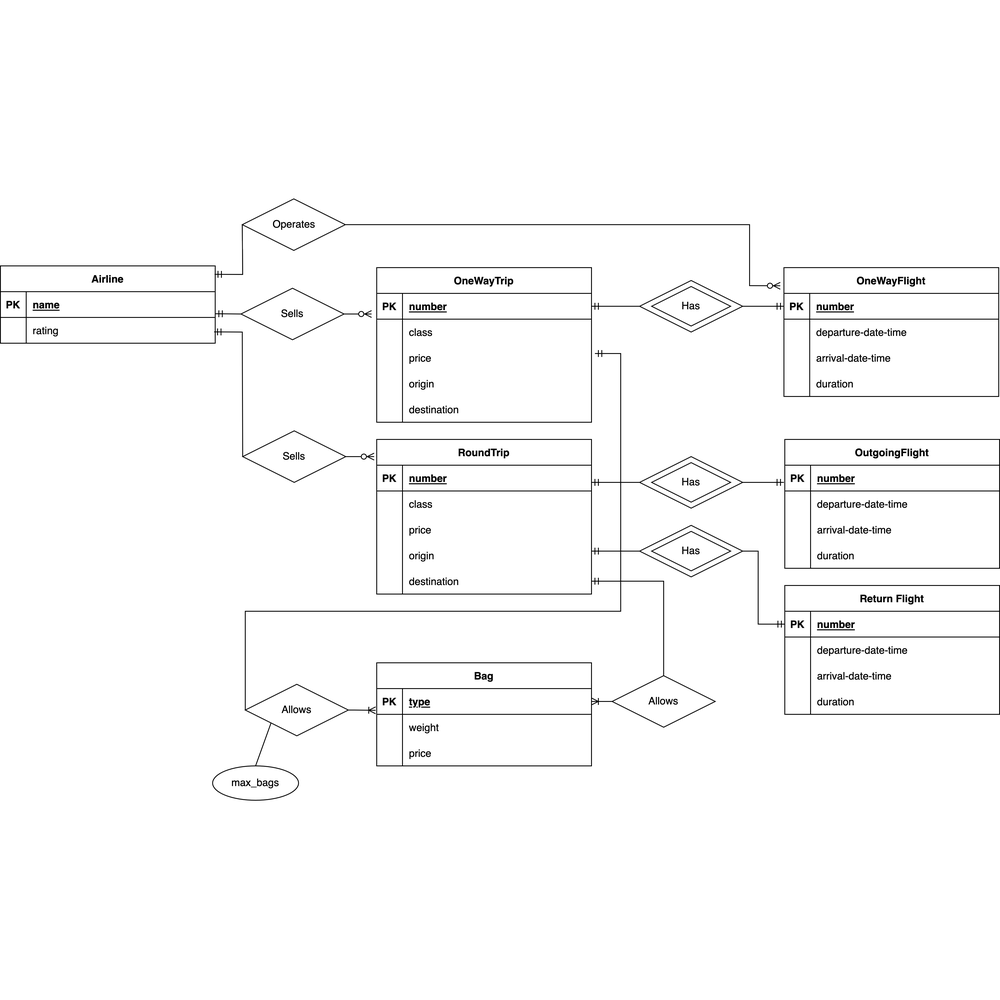 Operates
Airline
PK name
rating
Sells
OneWayTrip
PK number
class
price
origin
destination
Has
OneWayFlight
PK number
departure-date-time
arrival-date-time
duration
Sells
RoundTrip
PK number
class
price
origin
destination
Has
OutgoingFlight
PK number
departure-date-time
arrival-date-time
duration
Has
Return Flight
PK number
departure-date-time
arrival-date-time
duration
Allows
max_bags
Bag
PK type
weight
price
Allows